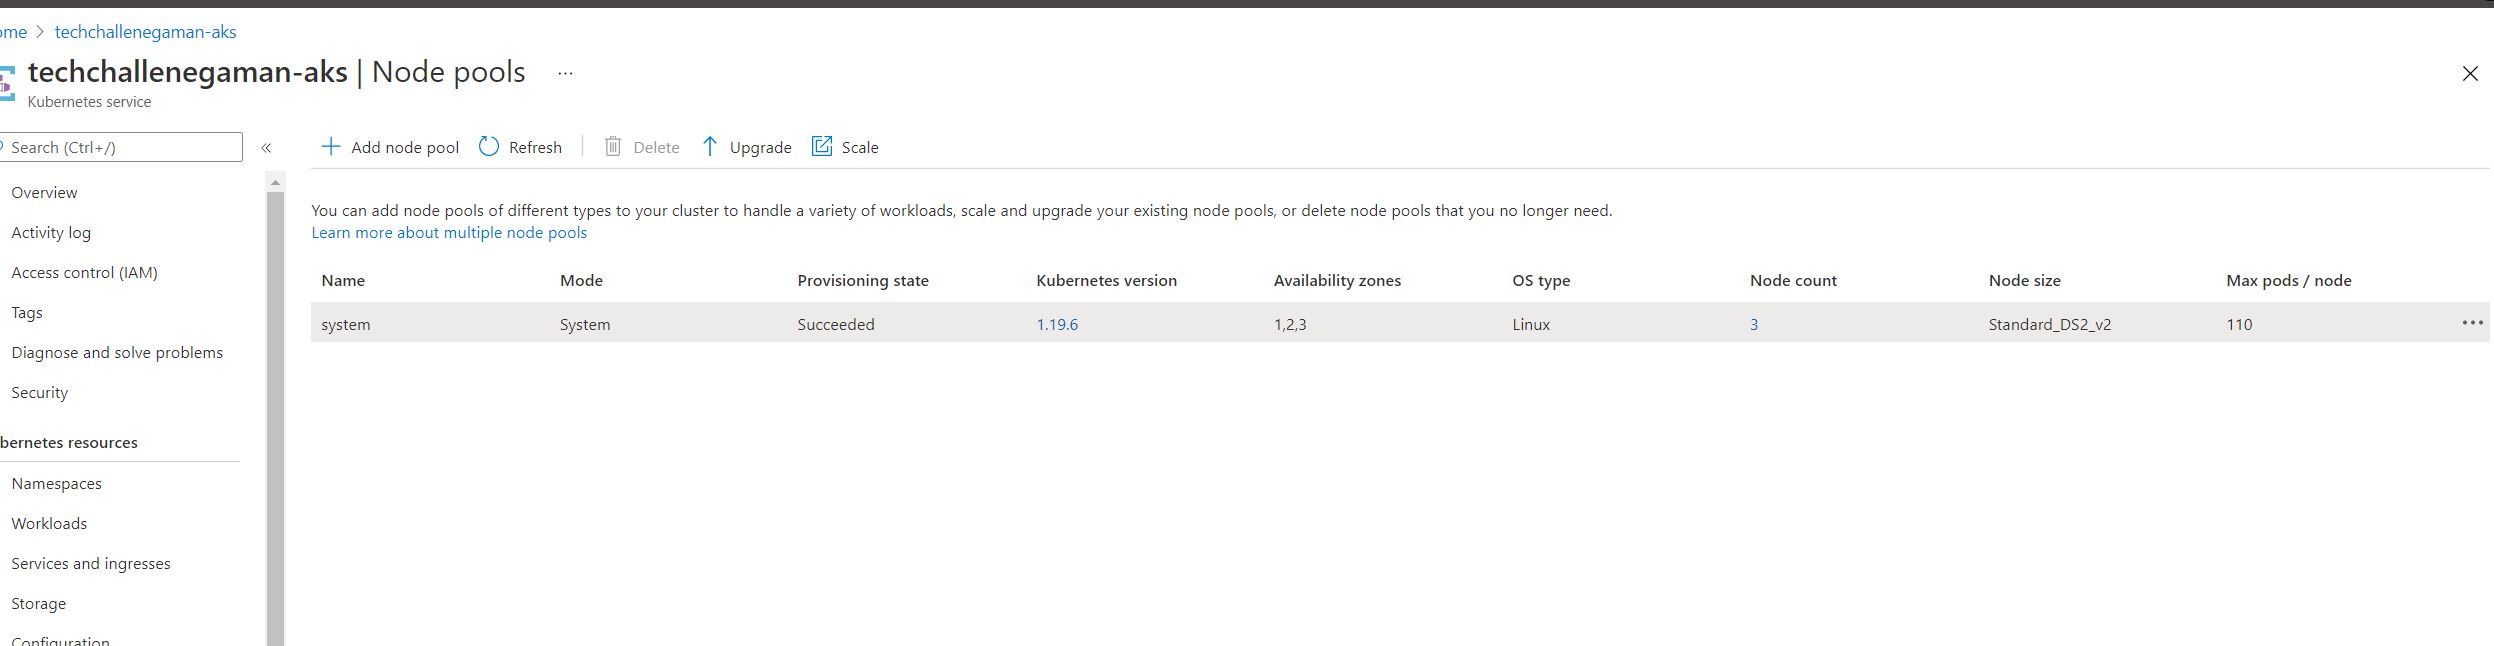 ome > techchallenegaman-aks
techchallenegaman-aks | Node pools ...
Kubernetes service
Search (Ctrl+/) «
Add node pool Refresh Delete Upgrade Scale
Overview
Activity log
Access control (IAM)
Tags
Diagnose and solve problems
Security
bernetes resources
Namespaces
Workloads
Services and ingresses
Storage
Configuration
You can add node pools of different types to your cluster to handle a variety of workloads, scale and upgrade your existing node pools, or delete node pools that you no longer need.
Learn more about multiple node pools
Name Mode Provisioning state Kubernetes version Availability zones OS type Node count Node size Max pods / node
system System Succeeded 1.19.6 1,2,3 Linux 3 Standard_DS2_v2 110 ...